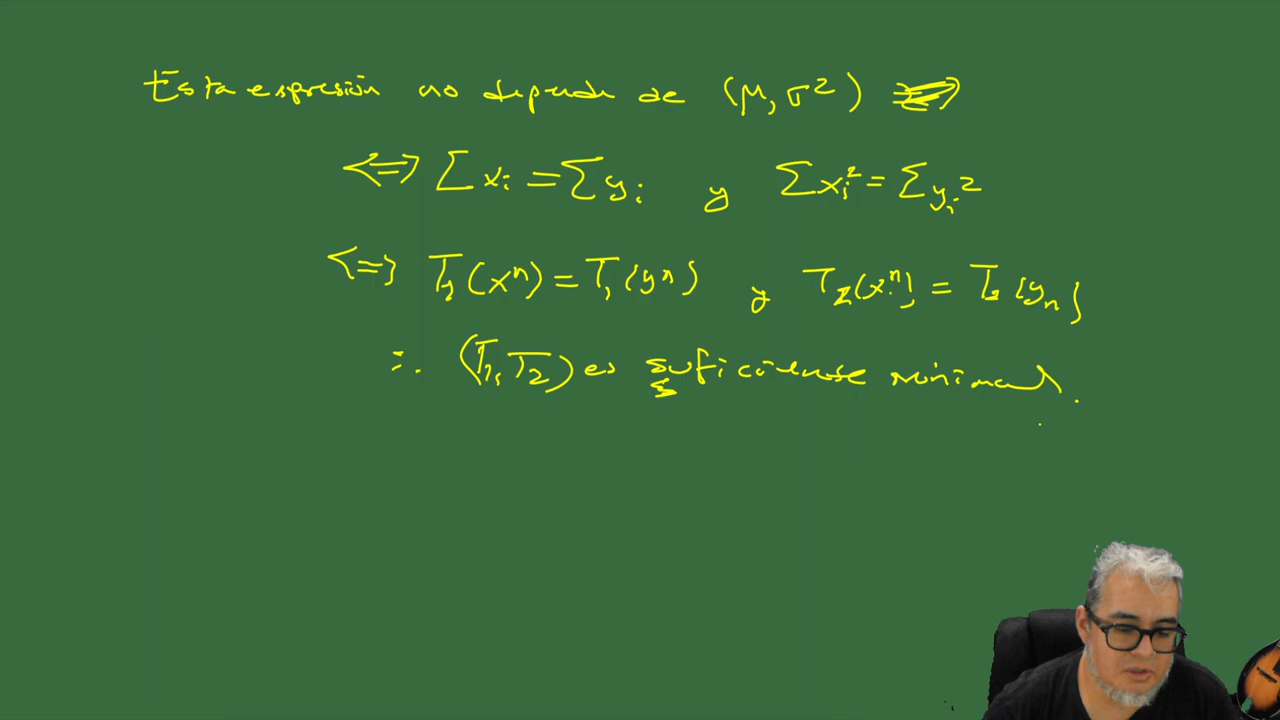 Esta expresión no depende de (μ, σ²)
⟺ Σxᵢ = Σyᵢ y Σxᵢ² = Σyᵢ²
⟺ T₁(xⁿ) = T₁(yⁿ) y T₂(xⁿ) = T₂(yₙ)
∴ (T₁, T₂) es suficiente minimal.